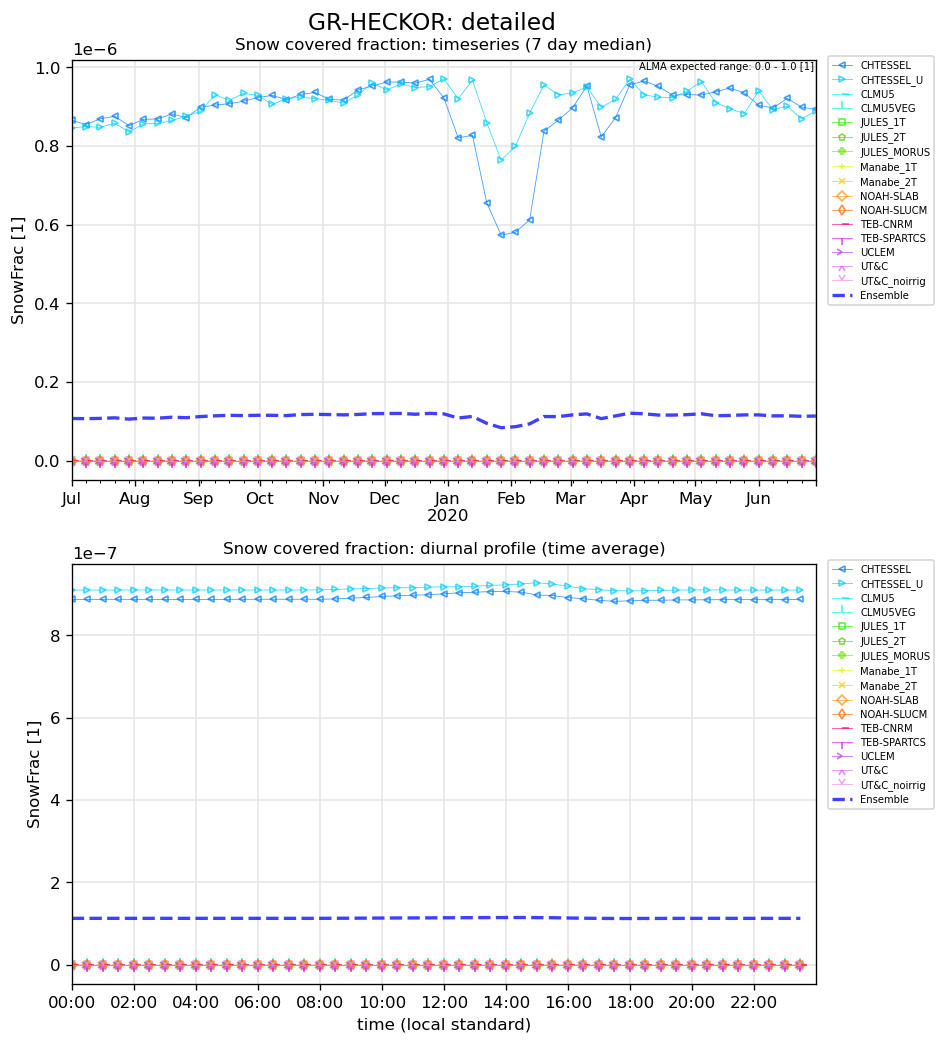 GR-HECKOR: detailed
Snow covered fraction: timeseries (7 day median)
1e−6
ALMA expected range: 0.0 - 1.0 [1]
SnowFrac [1]
1.0
0.8
0.6
0.4
0.2
0.0
Jul Aug Sep Oct Nov Dec Jan Feb Mar Apr May Jun
2020
CHTESSEL
CHTESSEL_U
CLMU5
CLMU5VEG
JULES_1T
JULES_2T
JULES_MORUS
Manabe_1T
Manabe_2T
NOAH-SLAB
NOAH-SLUCM
TEB-CNRM
TEB-SPARTCS
UCLEM
UT&C
UT&C_noirrig
Ensemble
Snow covered fraction: diurnal profile (time average)
1e−7
SnowFrac [1]
8
6
4
2
0
00:00 02:00 04:00 06:00 08:00 10:00 12:00 14:00 16:00 18:00 20:00 22:00
time (local standard)
CHTESSEL
CHTESSEL_U
CLMU5
CLMU5VEG
JULES_1T
JULES_2T
JULES_MORUS
Manabe_1T
Manabe_2T
NOAH-SLAB
NOAH-SLUCM
TEB-CNRM
TEB-SPARTCS
UCLEM
UT&C
UT&C_noirrig
Ensemble